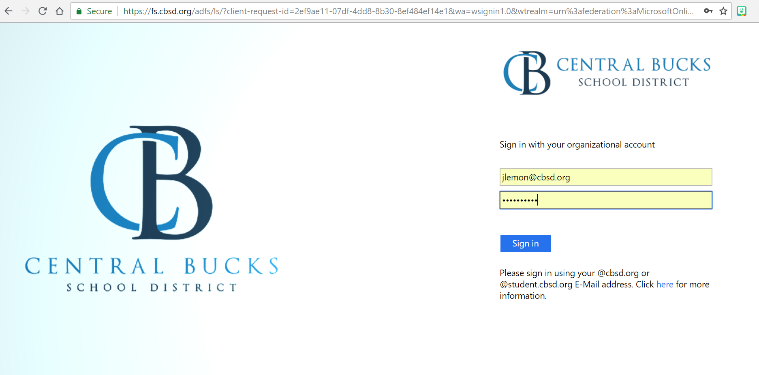 Secure https://fs.cbsd.org/adfs/ls/?client-request-id=2ef9ae11-07df-4dd8-8b30-8ef484ef14e1&wa=wsignin1.0&wtrealm=urn%3afederation%3aMicrosoftOnli...
CENTRAL BUCKS
SCHOOL DISTRICT
Sign in with your organizational account
jlemon@cbsd.org
••••••••••
Sign in
Please sign in using your @cbsd.org or
@student.cbsd.org E-Mail address. Click here for more
information.
CB
CENTRAL BUCKS
SCHOOL DISTRICT